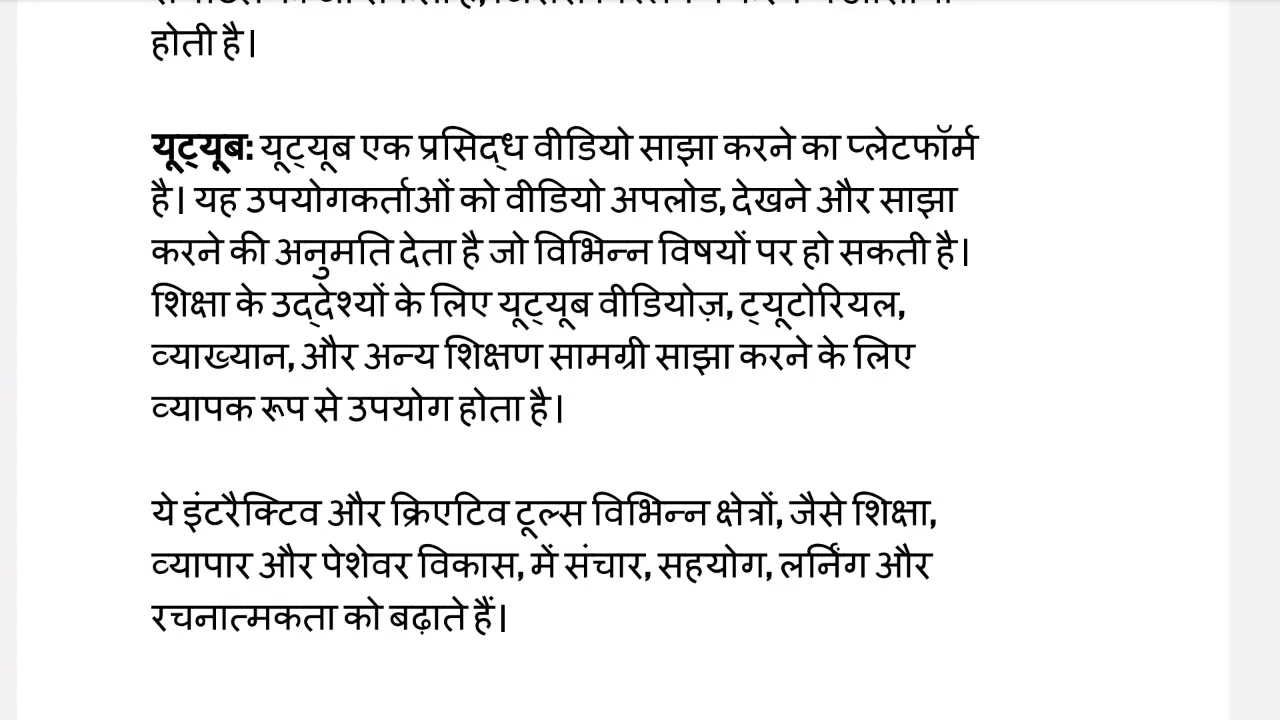 होती है।
यूट्यूब: यूट्यूब एक प्रसिद्ध वीडियो साझा करने का प्लेटफॉर्म
है। यह उपयोगकर्ताओं को वीडियो अपलोड, देखने और साझा
करने की अनुमति देता है जो विभिन्न विषयों पर हो सकती है।
शिक्षा के उद्देश्यों के लिए यूट्यूब वीडियोज़, ट्यूटोरियल,
व्याख्यान, और अन्य शिक्षण सामग्री साझा करने के लिए
व्यापक रूप से उपयोग होता है।
ये इंटरैक्टिव और क्रिएटिव टूल्स विभिन्न क्षेत्रों, जैसे शिक्षा,
व्यापार और पेशेवर विकास, में संचार, सहयोग, लर्निंग और
रचनात्मकता को बढ़ाते हैं।